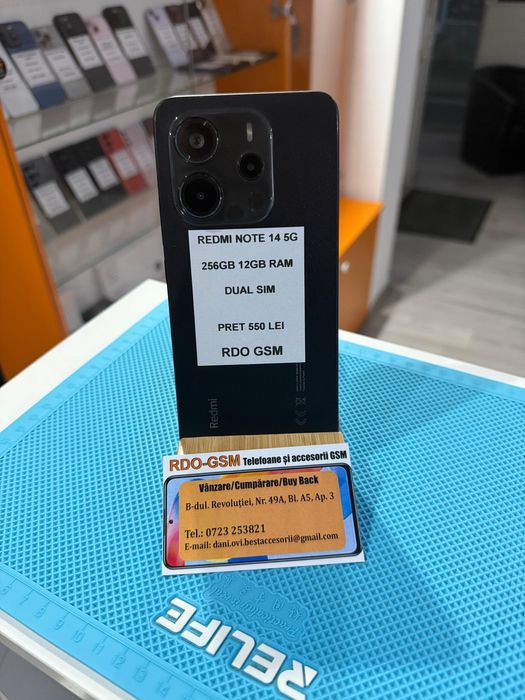 REDMI NOTE 14 5G
256GB 12GB RAM
DUAL SIM
PRET 550 LEI
RDO GSM
Redmi
RDO-GSM Telefoane și accesorii GSM
Vânzare/Cumpărare/Buy Back
B-dul. Revoluției, Nr. 49A, Bl. A5, Ap. 3
Tel.: 0723 253821
E-mail: dani.ovi.bestaccesorii@gmail.com
RELIFE